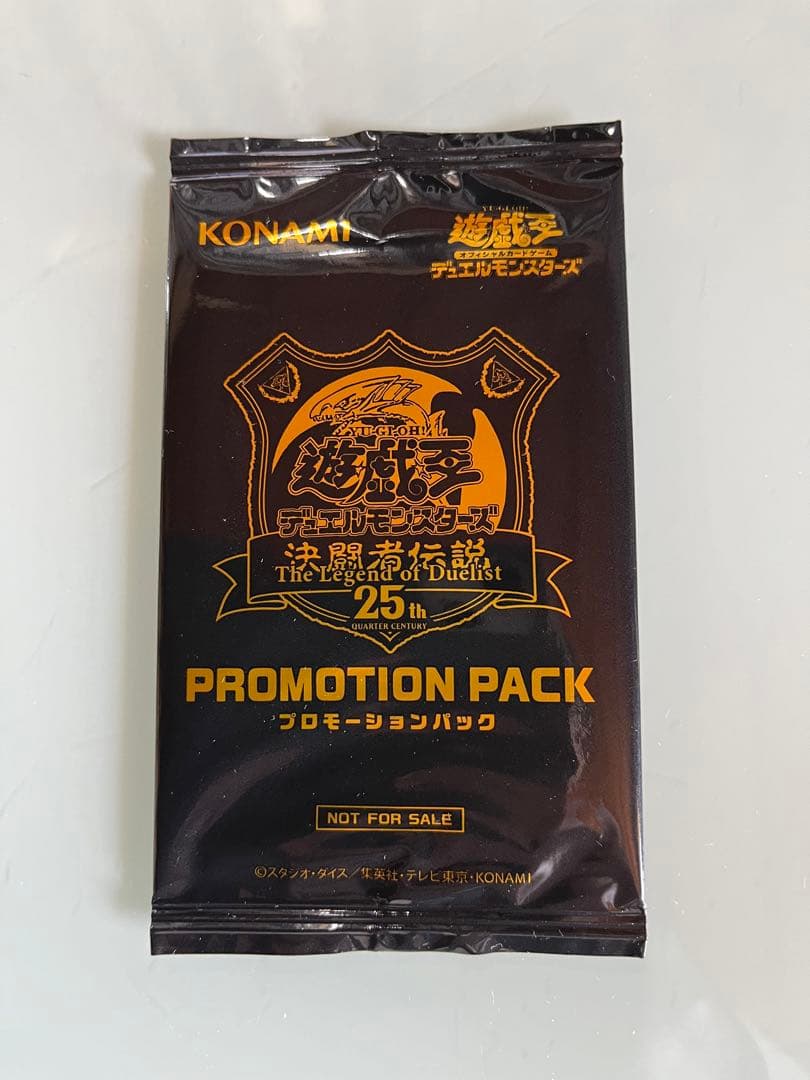 KONAMI
YU-GI-OH!
遊戯王
オフィシャルカードゲーム
デュエルモンスターズ
YU-GI-OH!
遊戯王
デュエルモンスターズ
決闘者伝説
The Legend of Duelist
25th
QUARTER CENTURY
PROMOTION PACK
プロモーションパック
NOT FOR SALE
©スタジオ・ダイス/集英社・テレビ東京・KONAMI